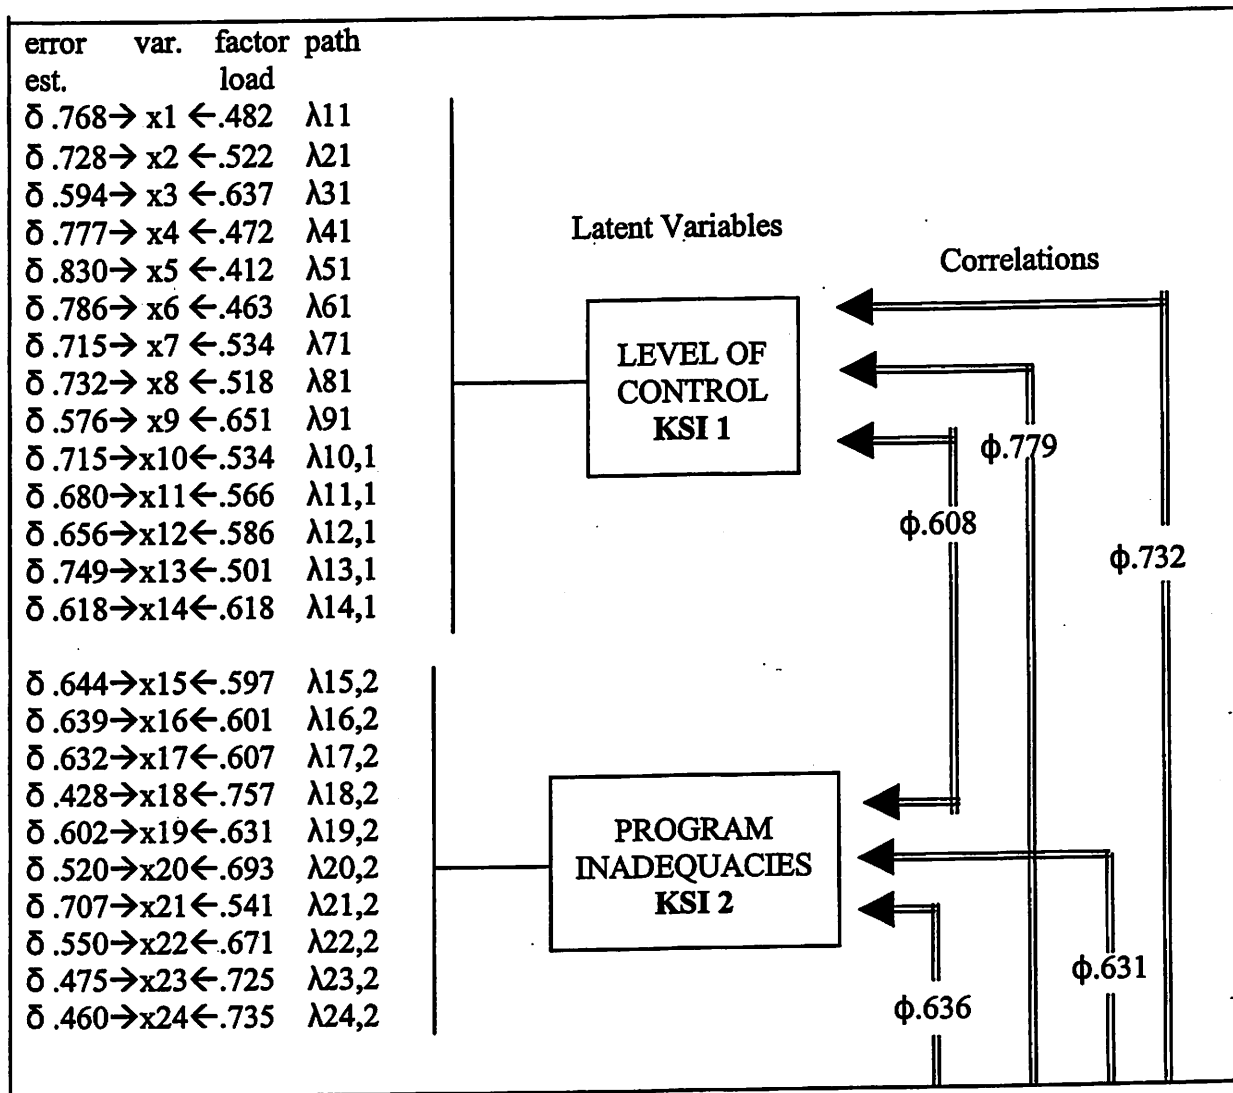 error var. factor path
est. load
δ .768→ x1 ←.482 λ11
δ .728→ x2 ←.522 λ21
δ .594→ x3 ←.637 λ31
δ .777→ x4 ←.472 λ41
δ .830→ x5 ←.412 λ51
δ .786→ x6 ←.463 λ61
δ .715→ x7 ←.534 λ71
δ .732→ x8 ←.518 λ81
δ .576→ x9 ←.651 λ91
δ .715→x10←.534 λ10,1
δ .680→x11←.566 λ11,1
δ .656→x12←.586 λ12,1
δ .749→x13←.501 λ13,1
δ .618→x14←.618 λ14,1
δ .644→x15←.597 λ15,2
δ .639→x16←.601 λ16,2
δ .632→x17←.607 λ17,2
δ .428→x18←.757 λ18,2
δ .602→x19←.631 λ19,2
δ .520→x20←.693 λ20,2
δ .707→x21←.541 λ21,2
δ .550→x22←.671 λ22,2
δ .475→x23←.725 λ23,2
δ .460→x24←.735 λ24,2
Latent Variables
Correlations
LEVEL OF
CONTROL
KSI 1
ϕ.779
ϕ.608
ϕ.732
PROGRAM
INADEQUACIES
KSI 2
ϕ.631
ϕ.636